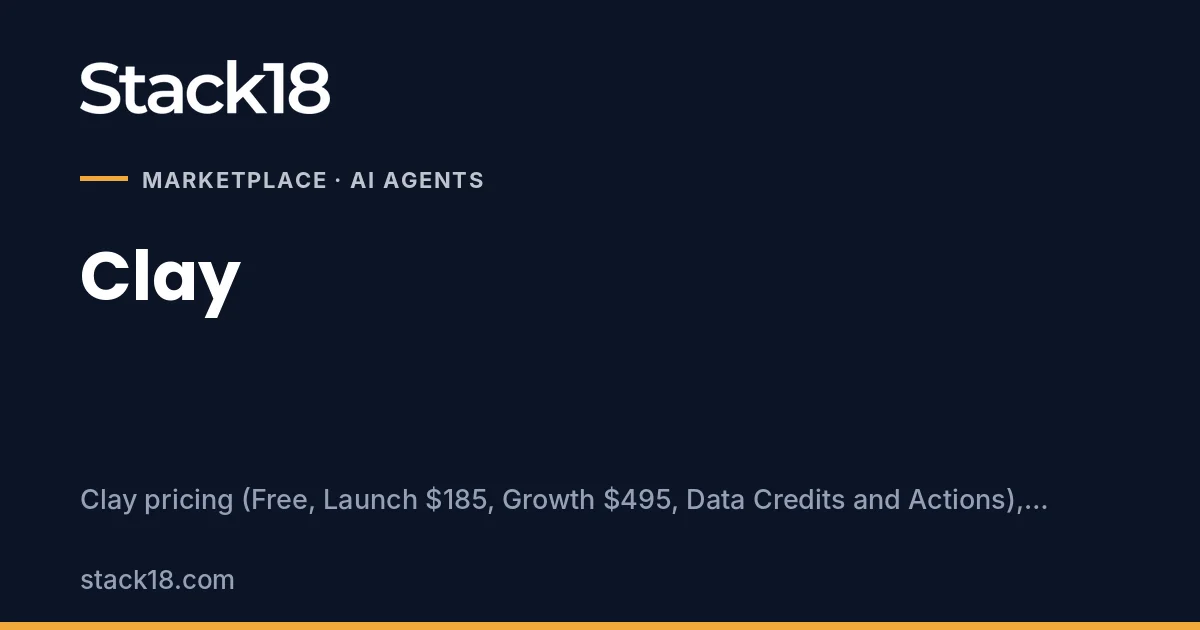 Stack18
MARKETPLACE · AI AGENTS
Clay
Clay pricing (Free, Launch $185, Growth $495, Data Credits and Actions),...
stack18.com